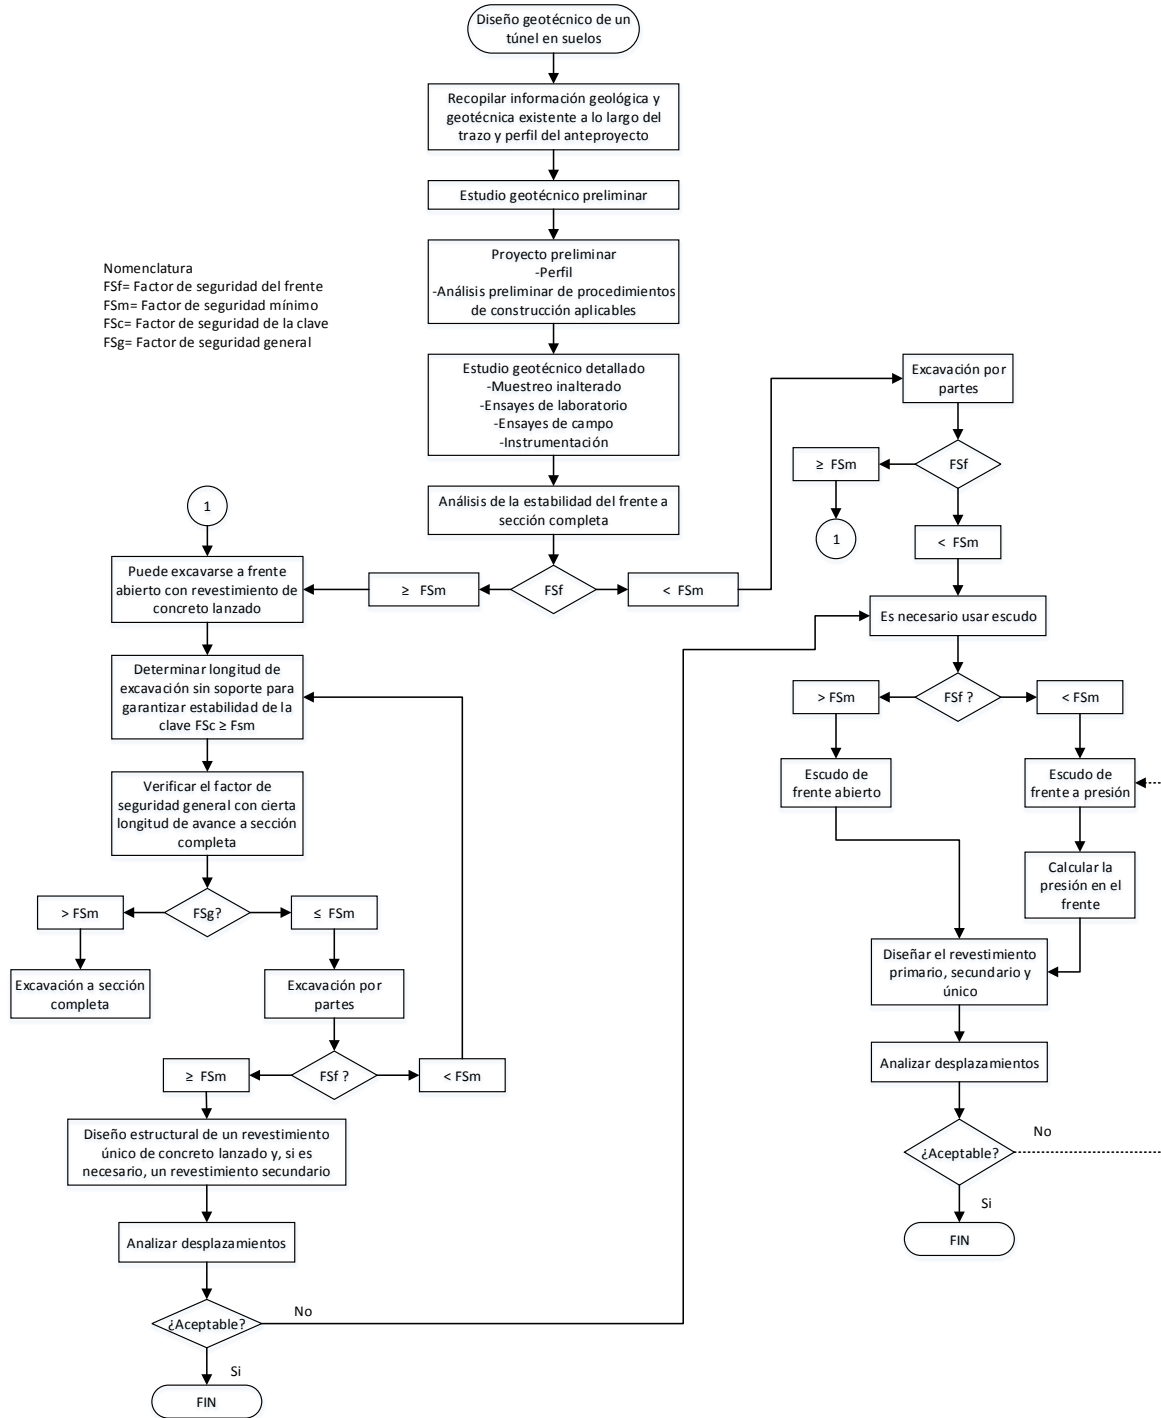 Diseño geotécnico de un
túnel en suelos
Recopilar información geológica y
geotécnica existente a lo largo del
trazo y perfil del anteproyecto
Estudio geotécnico preliminar
Proyecto preliminar
-Perfil
-Análisis preliminar de procedimientos
de construcción aplicables
Nomenclatura
FSf= Factor de seguridad del frente
FSm= Factor de seguridad mínimo
FSc= Factor de seguridad de la clave
FSg= Factor de seguridad general
Estudio geotécnico detallado
-Muestreo inalterado
-Ensayes de laboratorio
-Ensayes de campo
-Instrumentación
Análisis de la estabilidad del frente a
sección completa
FSf
≥ FSm
< FSm
1
Puede excavarse a frente
abierto con revestimiento de
concreto lanzado
Determinar longitud de
excavación sin soporte para
garantizar estabilidad de la
clave FSc ≥ Fsm
Verificar el factor de
seguridad general con cierta
longitud de avance a sección
completa
FSg?
> FSm
≤ FSm
Excavación a sección
completa
Excavación por
partes
FSf ?
≥ FSm
< FSm
Diseño estructural de un revestimiento
único de concreto lanzado y, si es
necesario, un revestimiento secundario
Analizar desplazamientos
¿Aceptable?
No
Si
FIN
Excavación por
partes
FSf
≥ FSm
1
< FSm
Es necesario usar escudo
FSf ?
> FSm
< FSm
Escudo de
frente abierto
Escudo de
frente a presión
Calcular la
presión en el
frente
Diseñar el revestimiento
primario, secundario y
único
Analizar desplazamientos
¿Aceptable?
No
Si
FIN